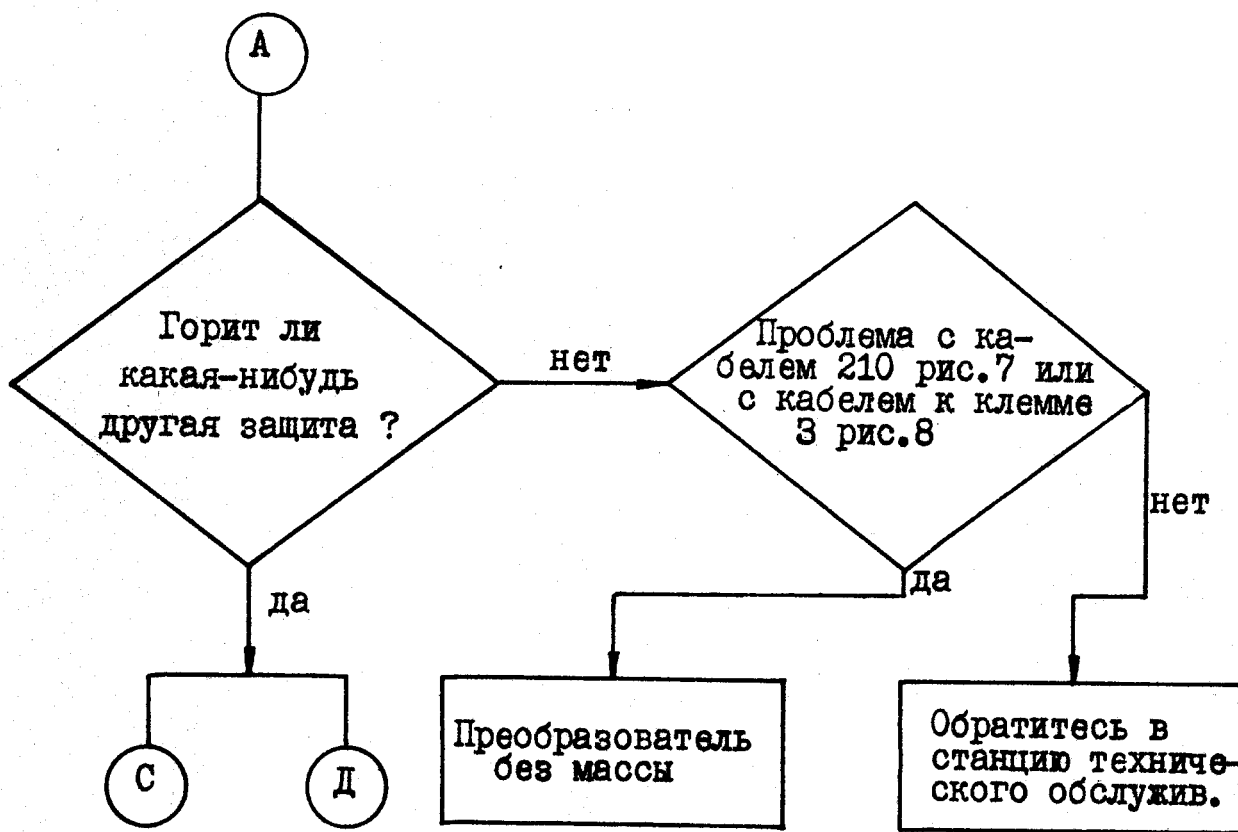 А
Горит ли
какая-нибудь
другая защита ?
нет
Проблема с ка-
белем 210 рис.7 или
с кабелем к клемме
3 рис.8
нет
да
да
С
Д
Преобразователь
без массы
Обратитесь в
станцию техниче-
ского обслужив.